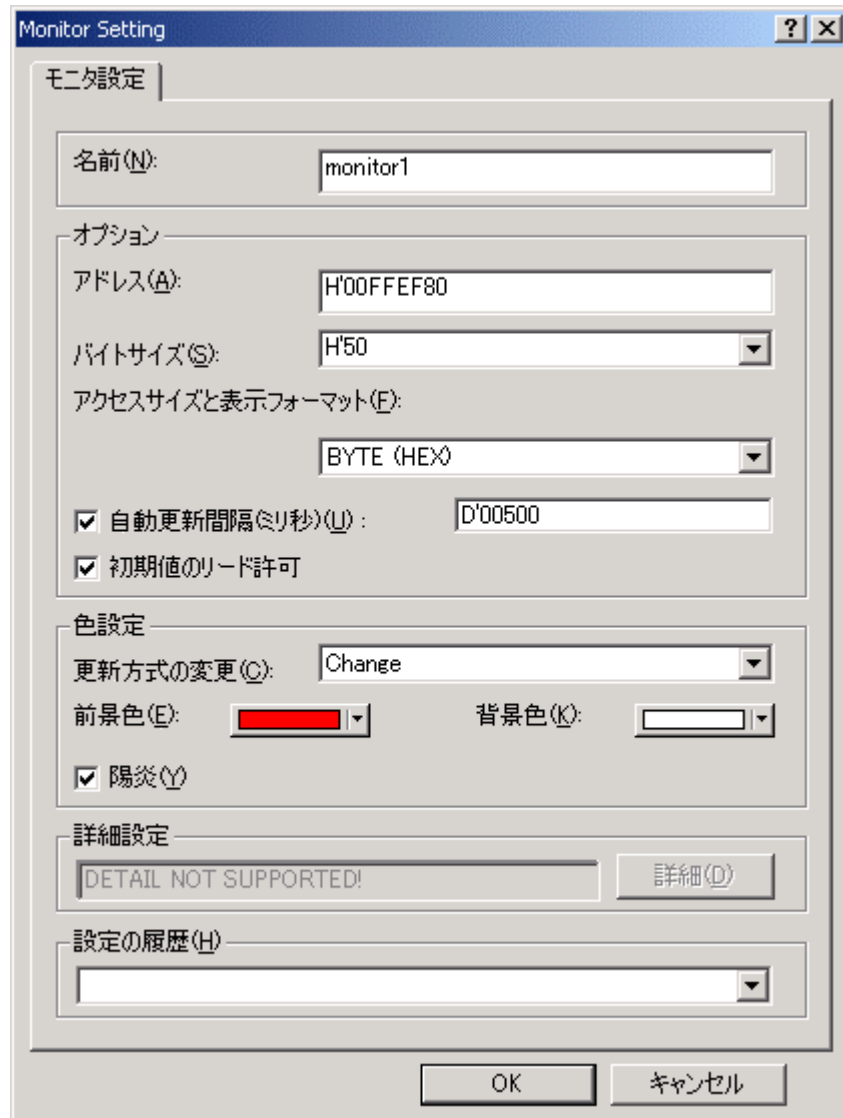 Monitor Setting
モニタ設定
名前(N):
monitor1
オプション
アドレス(A):
H'00FFEF80
バイトサイズ(S):
H'50
アクセスサイズと表示フォーマット(F):
BYTE (HEX)
自動更新間隔(ミリ秒)(U) :
D'00500
初期値のリード許可
色設定
更新方式の変更(C):
Change
前景色(E):
背景色(K):
陽炎(Y)
詳細設定
DETAIL NOT SUPPORTED!
詳細(D)
設定の履歴(H)
OK
キャンセル